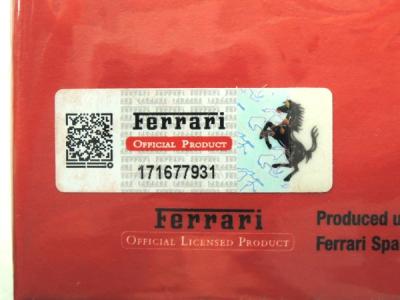 Ferrari
OFFICIAL PRODUCT
171677931
Ferrari
OFFICIAL LICENSED PRODUCT
Produced u
Ferrari Spa